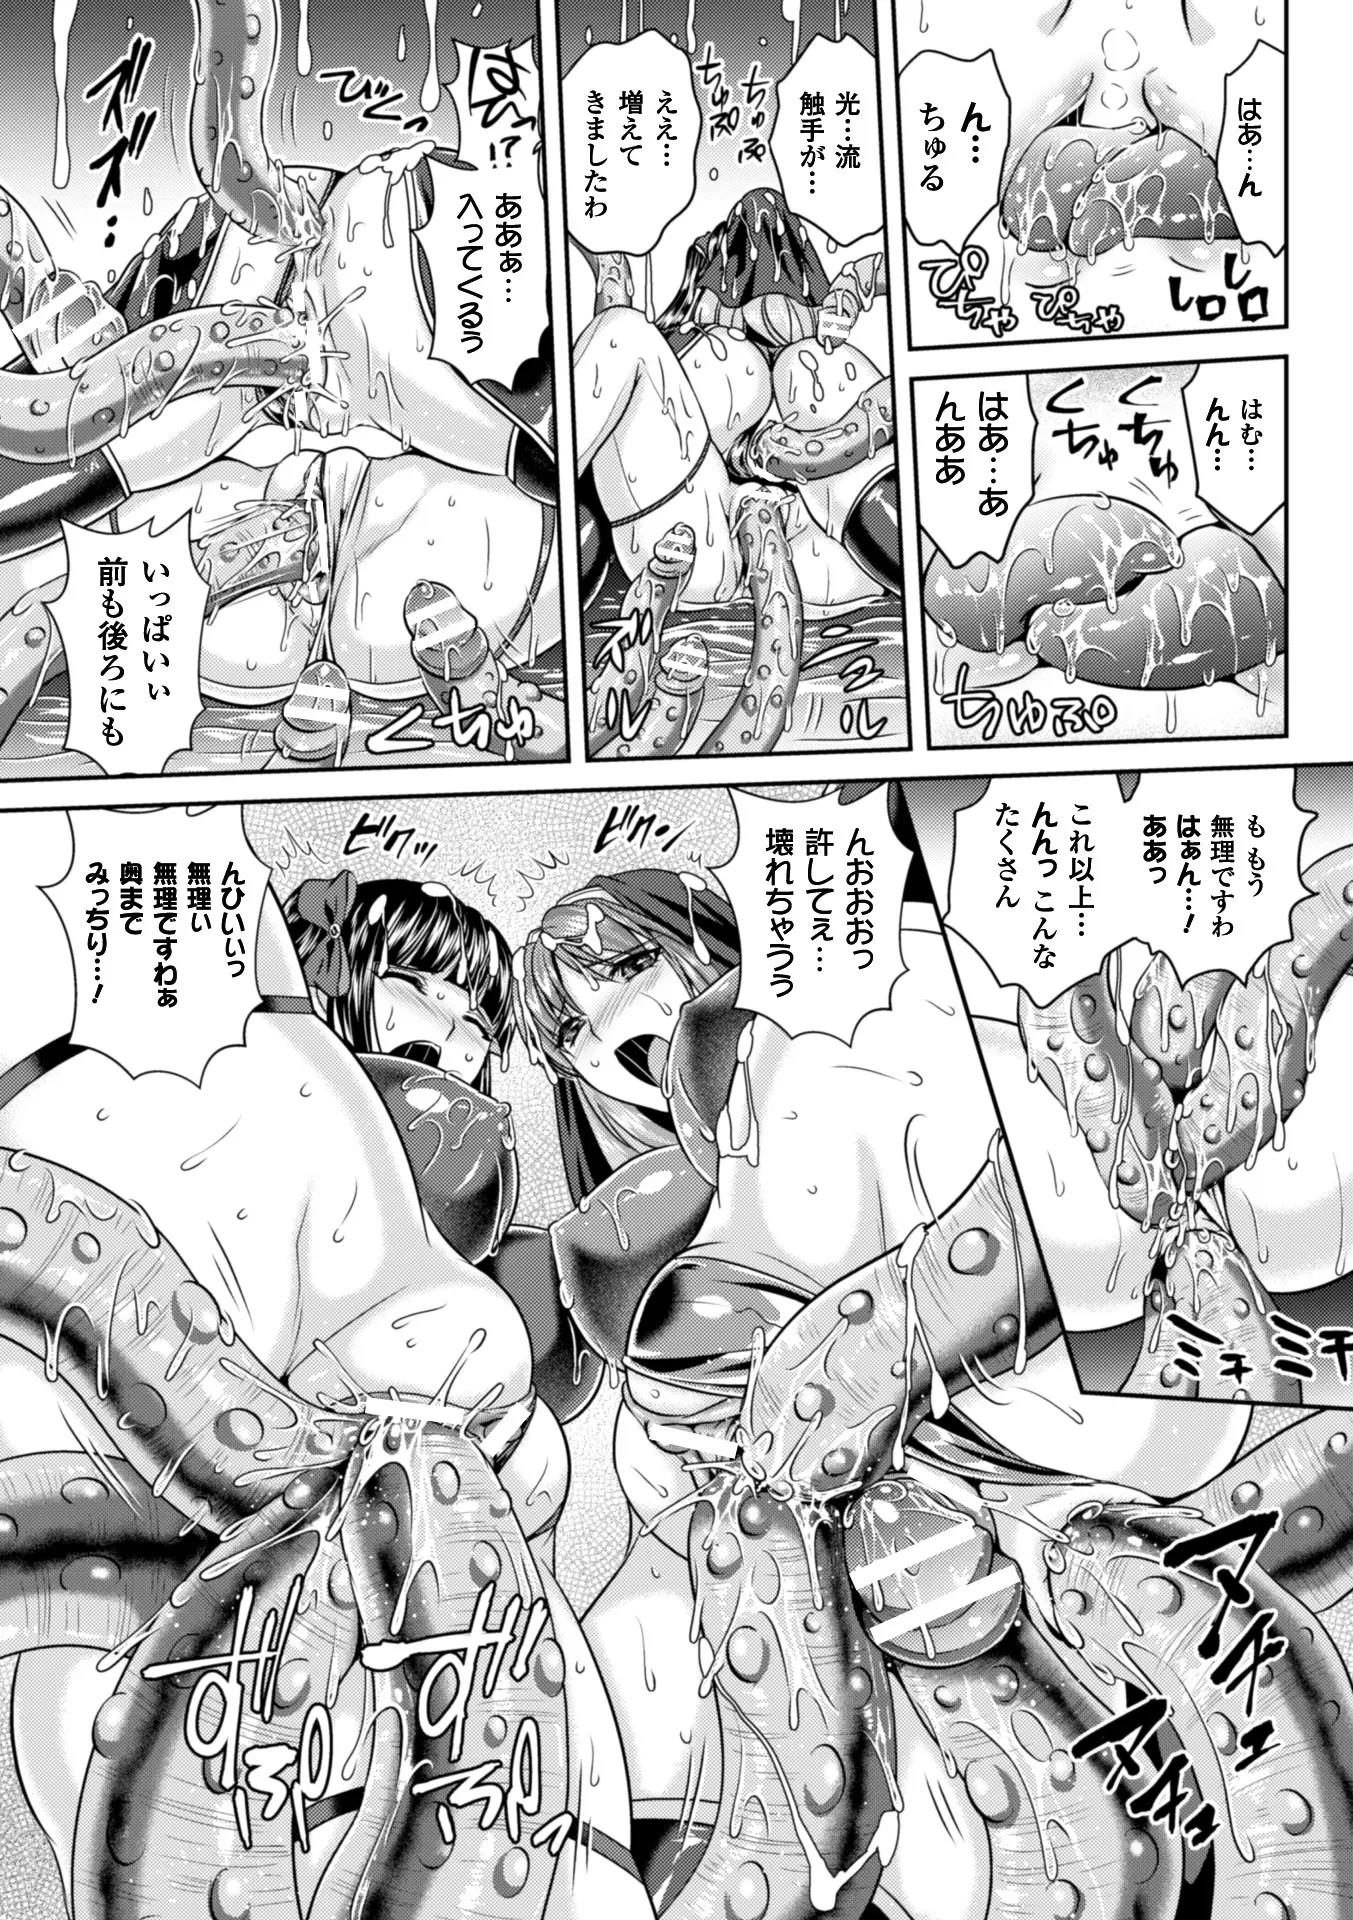 はあ…ん
ん…
ちゅる
ぴちゃ
ぴちゃ
レロレロ
はむ…
んん…
はあ…あ
んああ
くちゅ
くちゅ
ちゅぷ
光…流
触手が…
ええ…
増えて
きましたわ
ちゅぷ
ちゅぷ
ズルル
ひっ!?
ああぁ…
入ってくるぅ
びくっ
ズズズ…
いっぱいぃ
前も後ろにも
くちゅ
も もう
無理ですわ
はぁん…!
ああっ
これ以上…
んんっ こんな
たくさん
ミチミチ
んおおおっ
許してぇ…
壊れちゃうぅ
ビクン
ビクッ
んひいいっ
無理ぃ
無理ですわぁ
奥まで
みっちり…!
ずぷ
ずぷ
マチュ
マチュ